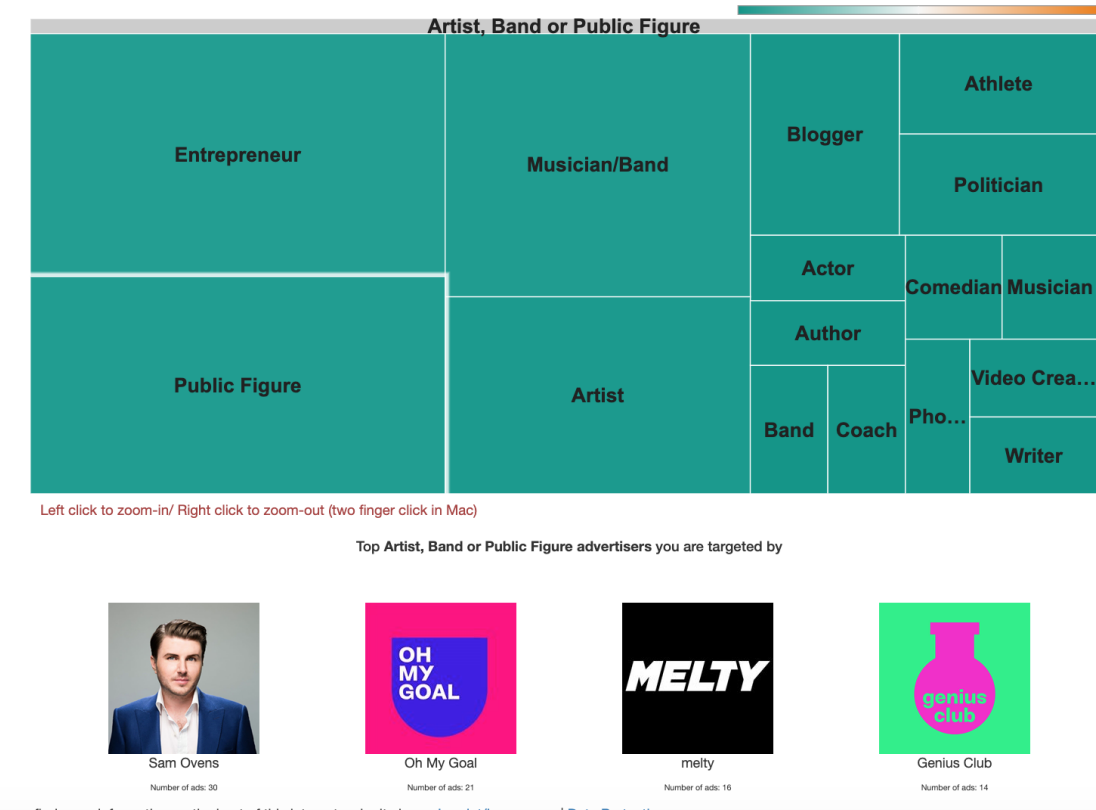 Artist, Band or Public Figure
Entrepreneur
Musician/Band
Blogger
Athlete
Politician
Public Figure
Artist
Actor
Author
Band
Coach
Comedian
Musician
Pho...
Video Crea...
Writer
Left click to zoom-in/ Right click to zoom-out (two finger click in Mac)
Top Artist, Band or Public Figure advertisers you are targeted by
OH
MY
GOAL
MELTY
genius
club
Sam Ovens
Oh My Goal
melty
Genius Club
Number of ads: 30
Number of ads: 21
Number of ads: 16
Number of ads: 14